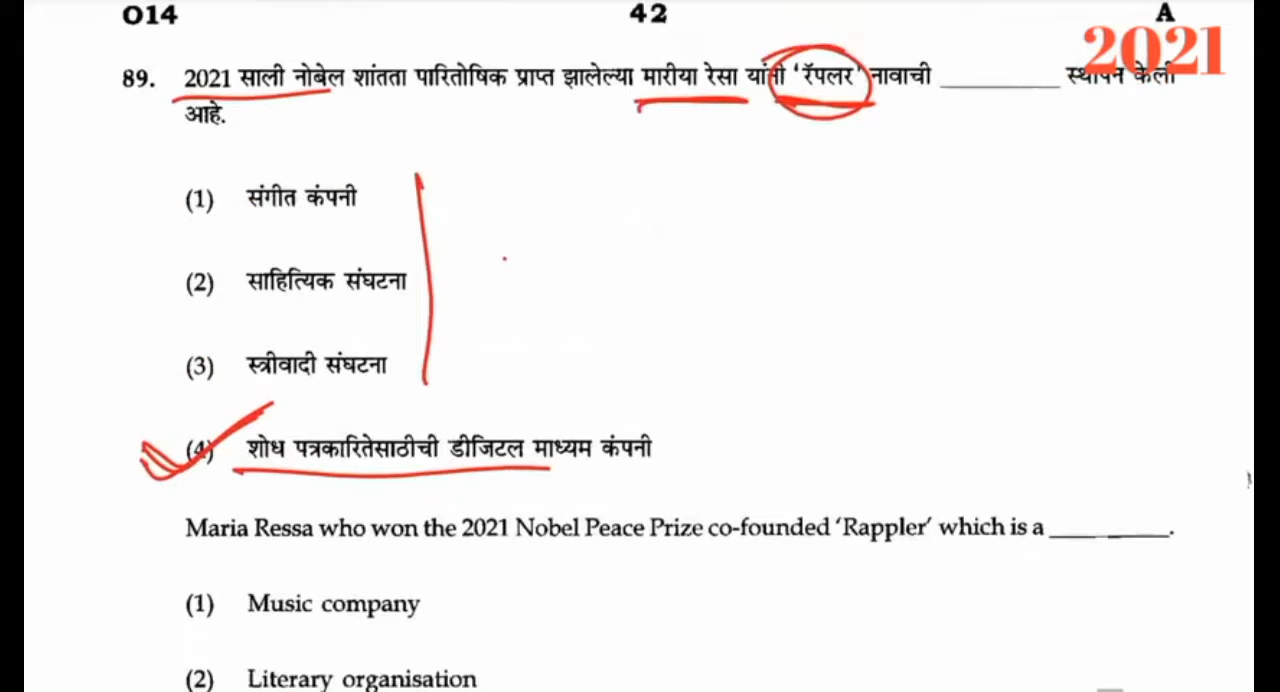 O14 42 A
2021
89. 2021 साली नोबेल शांतता पारितोषिक प्राप्त झालेल्या मारीया रेसा यांनी 'रॅपलर' नावाची __________ स्थापन केली
आहे.
(1) संगीत कंपनी
(2) साहित्यिक संघटना
(3) स्त्रीवादी संघटना
(4) शोध पत्रकारितेसाठीची डीजिटल माध्यम कंपनी
Maria Ressa who won the 2021 Nobel Peace Prize co-founded 'Rappler' which is a __________.
(1) Music company
(2) Literary organisation